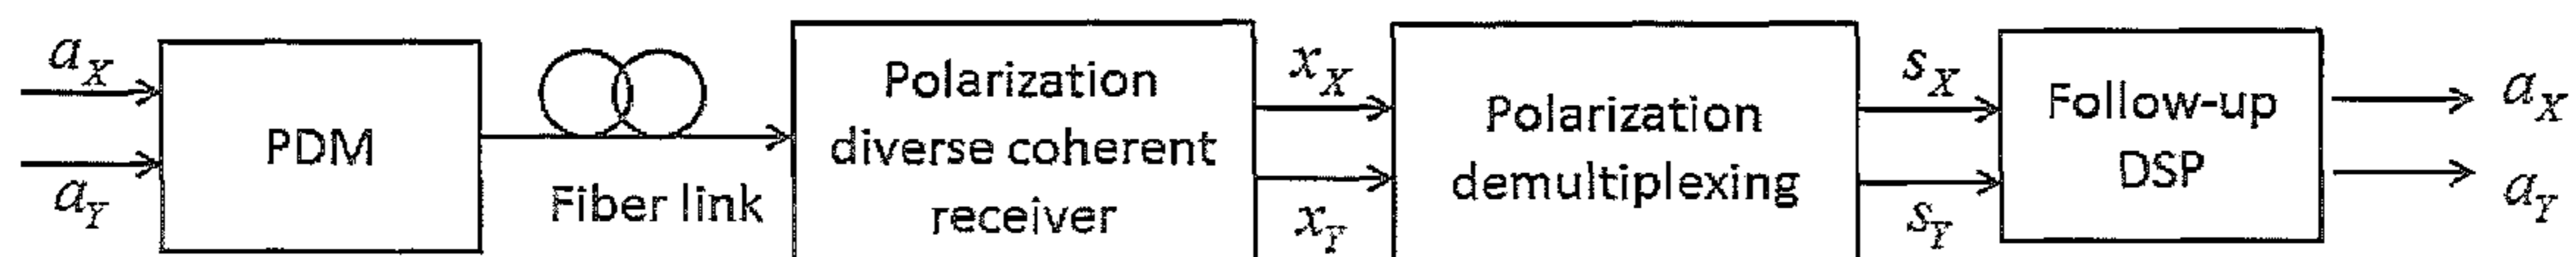 a_X
a_Y
PDM
Fiber link
Polarization
diverse coherent
receiver
x_X
x_Y
Polarization
demultiplexing
s_X
s_Y
Follow-up
DSP
a_X
a_Y